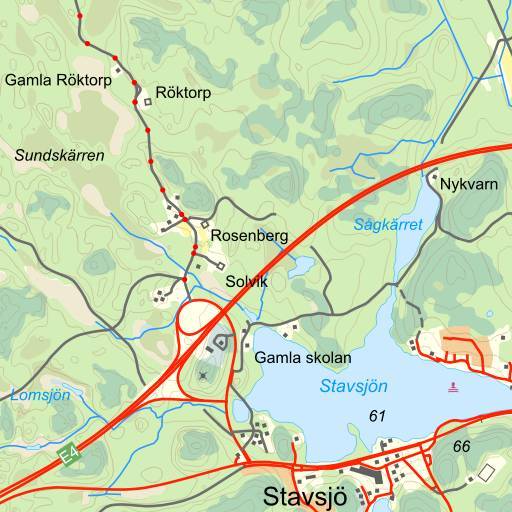 Gamla Röktorp
Röktorp
Sundskärren
Nykvarn
Sågkärret
Rosenberg
Solvik
Gamla skolan
Stavsjön
Lomsjön
61
66
E4
Stavsjö